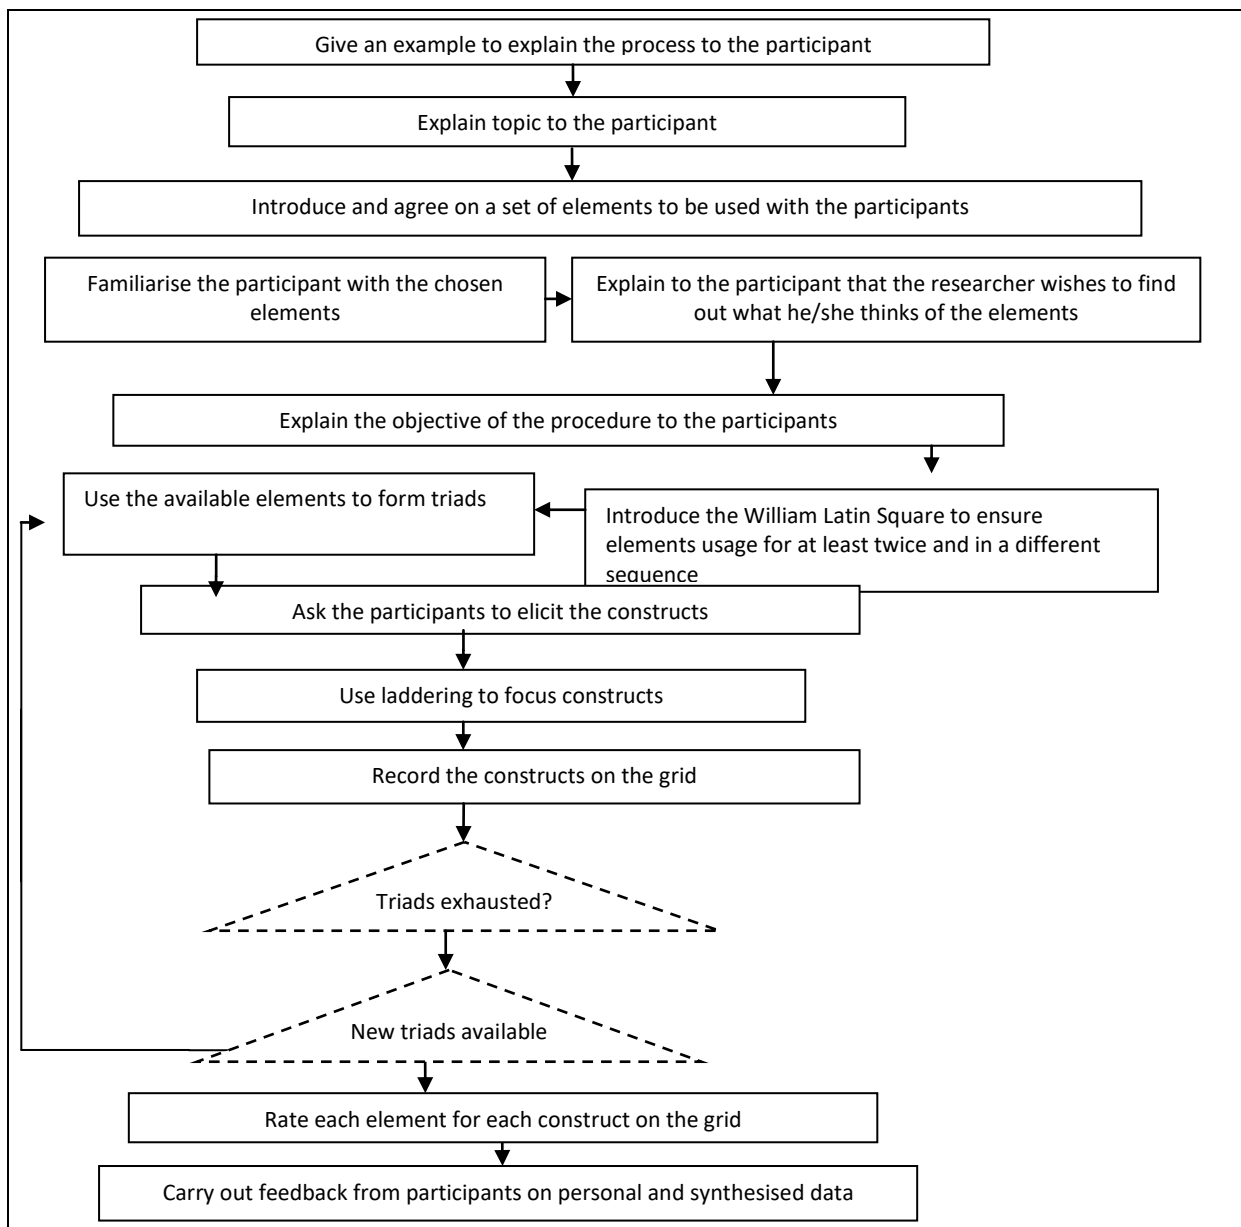 Give an example to explain the process to the participant
Explain topic to the participant
Introduce and agree on a set of elements to be used with the participants
Familiarise the participant with the chosen
elements
Explain to the participant that the researcher wishes to find
out what he/she thinks of the elements
Explain the objective of the procedure to the participants
Use the available elements to form triads
Introduce the William Latin Square to ensure
elements usage for at least twice and in a different
sequence
Ask the participants to elicit the constructs
Use laddering to focus constructs
Record the constructs on the grid
Triads exhausted?
New triads available
Rate each element for each construct on the grid
Carry out feedback from participants on personal and synthesised data